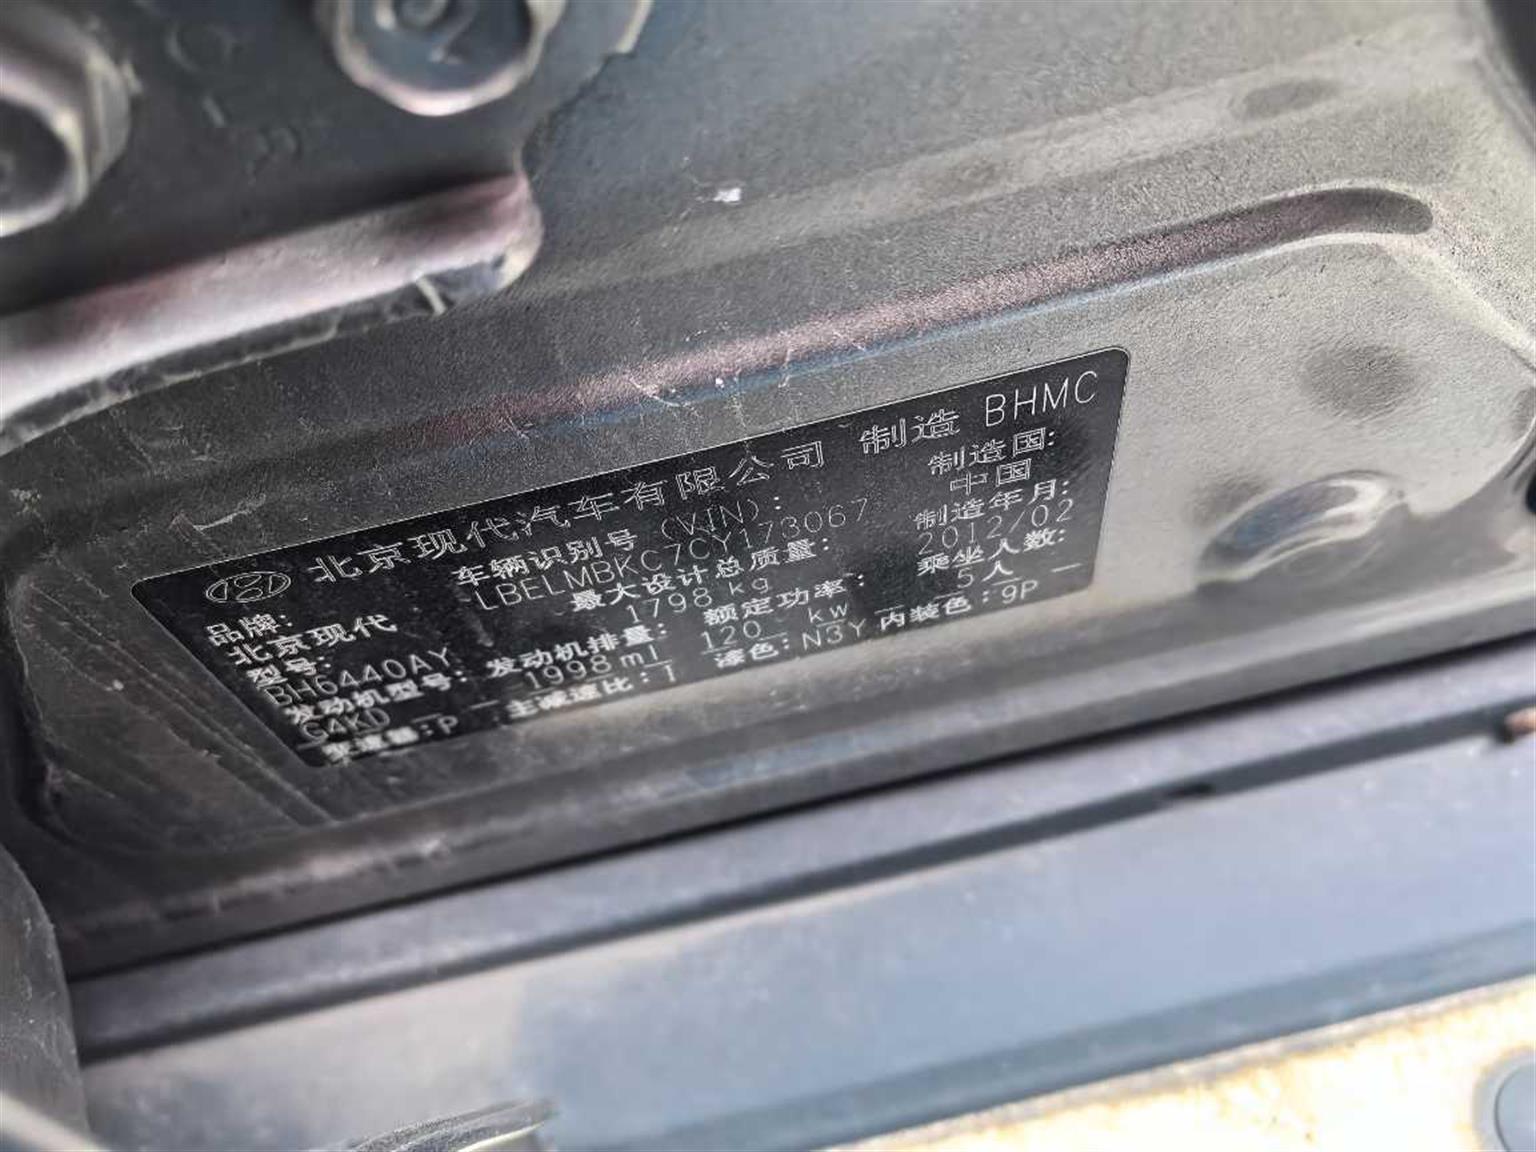 北京现代汽车有限公司 制造 BHMC
品牌: 车辆识别号 (VIN): 制造国:
北京现代 LBELMBKC7CY173067 中国
型号: 最大设计总质量: 制造年月:
BH6440AY 1798 kg 2012/02
发动机型号: 发动机排量: 额定功率: 乘坐人数:
G4KD 1998ml 120 kw 5人
变速器:P 主减速比:I 漆色:N3Y 内装色:9P